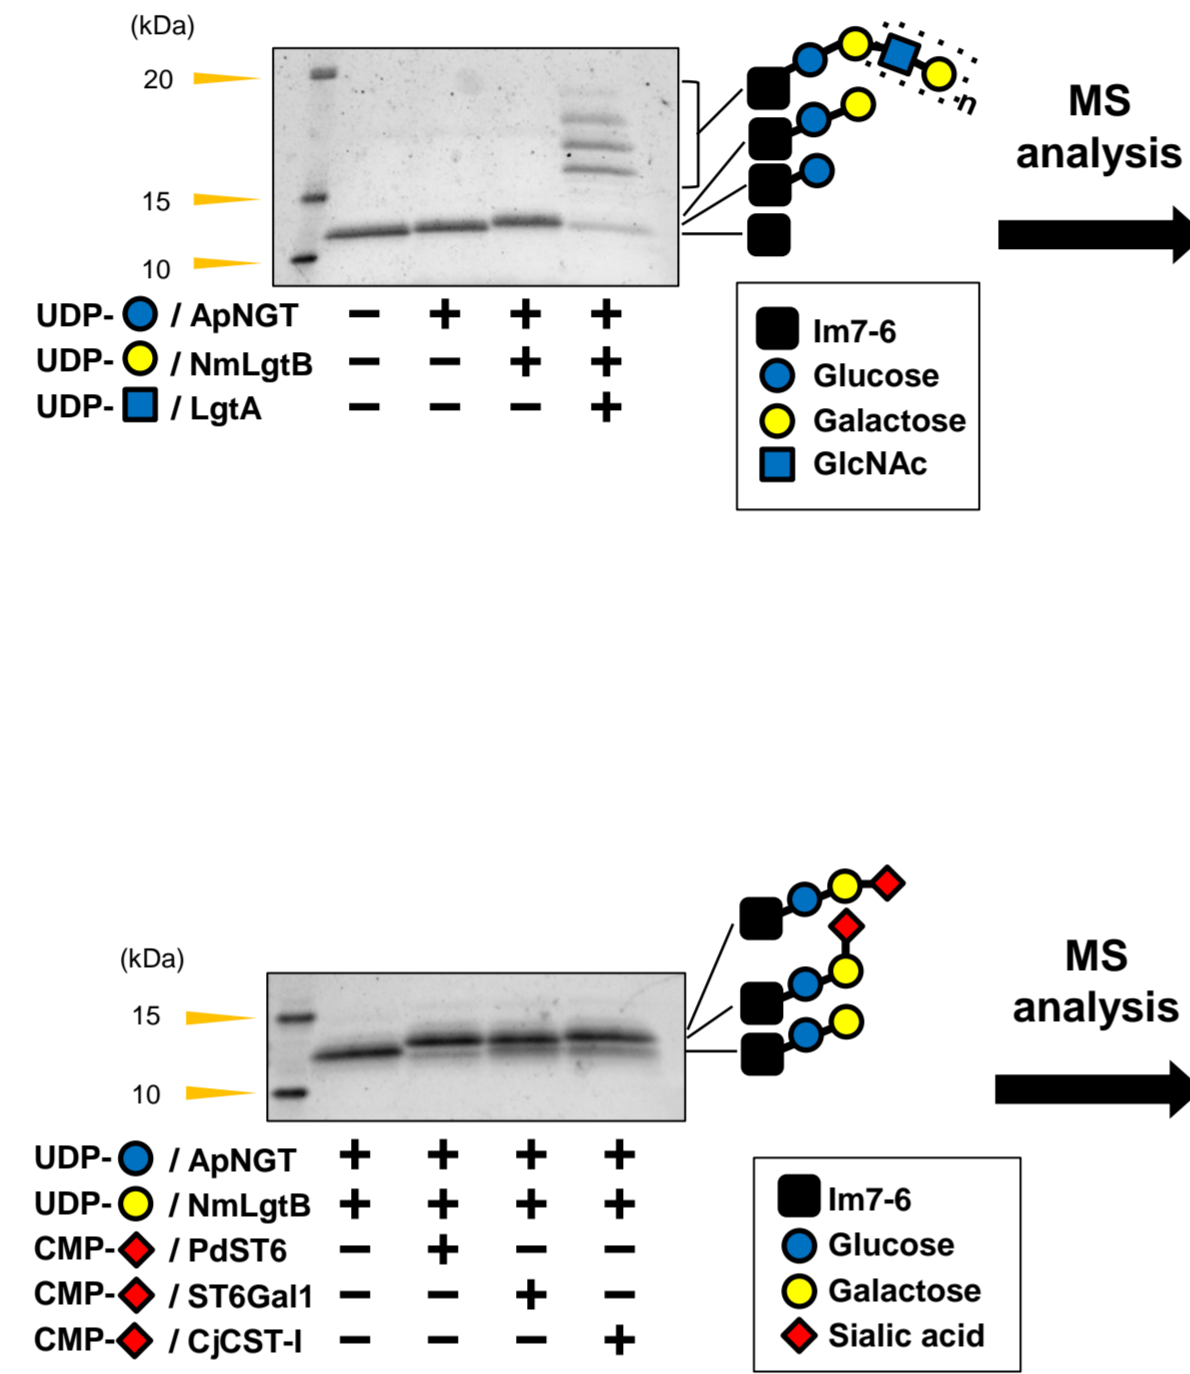 (kDa)
20
15
10
n
MS
analysis
UDP- / ApNGT − + + +
UDP- / NmLgtB − − + +
UDP- / LgtA − − − +
Im7-6
Glucose
Galactose
GlcNAc
(kDa)
15
10
MS
analysis
UDP- / ApNGT + + + +
UDP- / NmLgtB + + + +
CMP- / PdST6 − + − −
CMP- / ST6Gal1 − − + −
CMP- / CjCST-I − − − +
Im7-6
Glucose
Galactose
Sialic acid